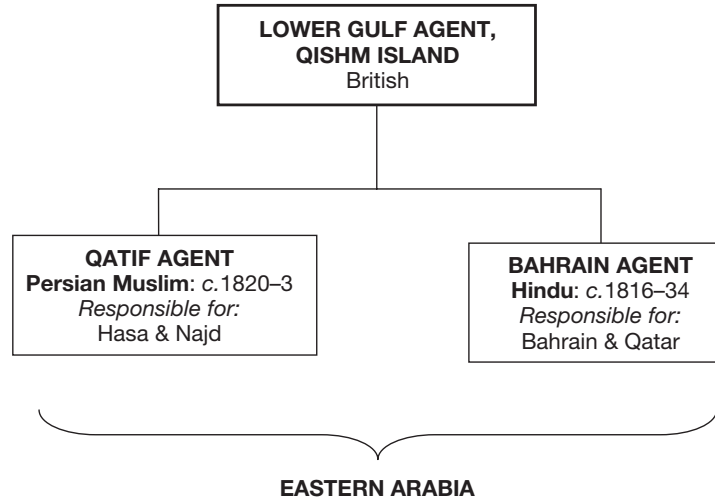 LOWER GULF AGENT,
QISHM ISLAND
British
QATIF AGENT
Persian Muslim: c.1820–3
Responsible for:
Hasa & Najd
BAHRAIN AGENT
Hindu: c.1816–34
Responsible for:
Bahrain & Qatar
EASTERN ARABIA